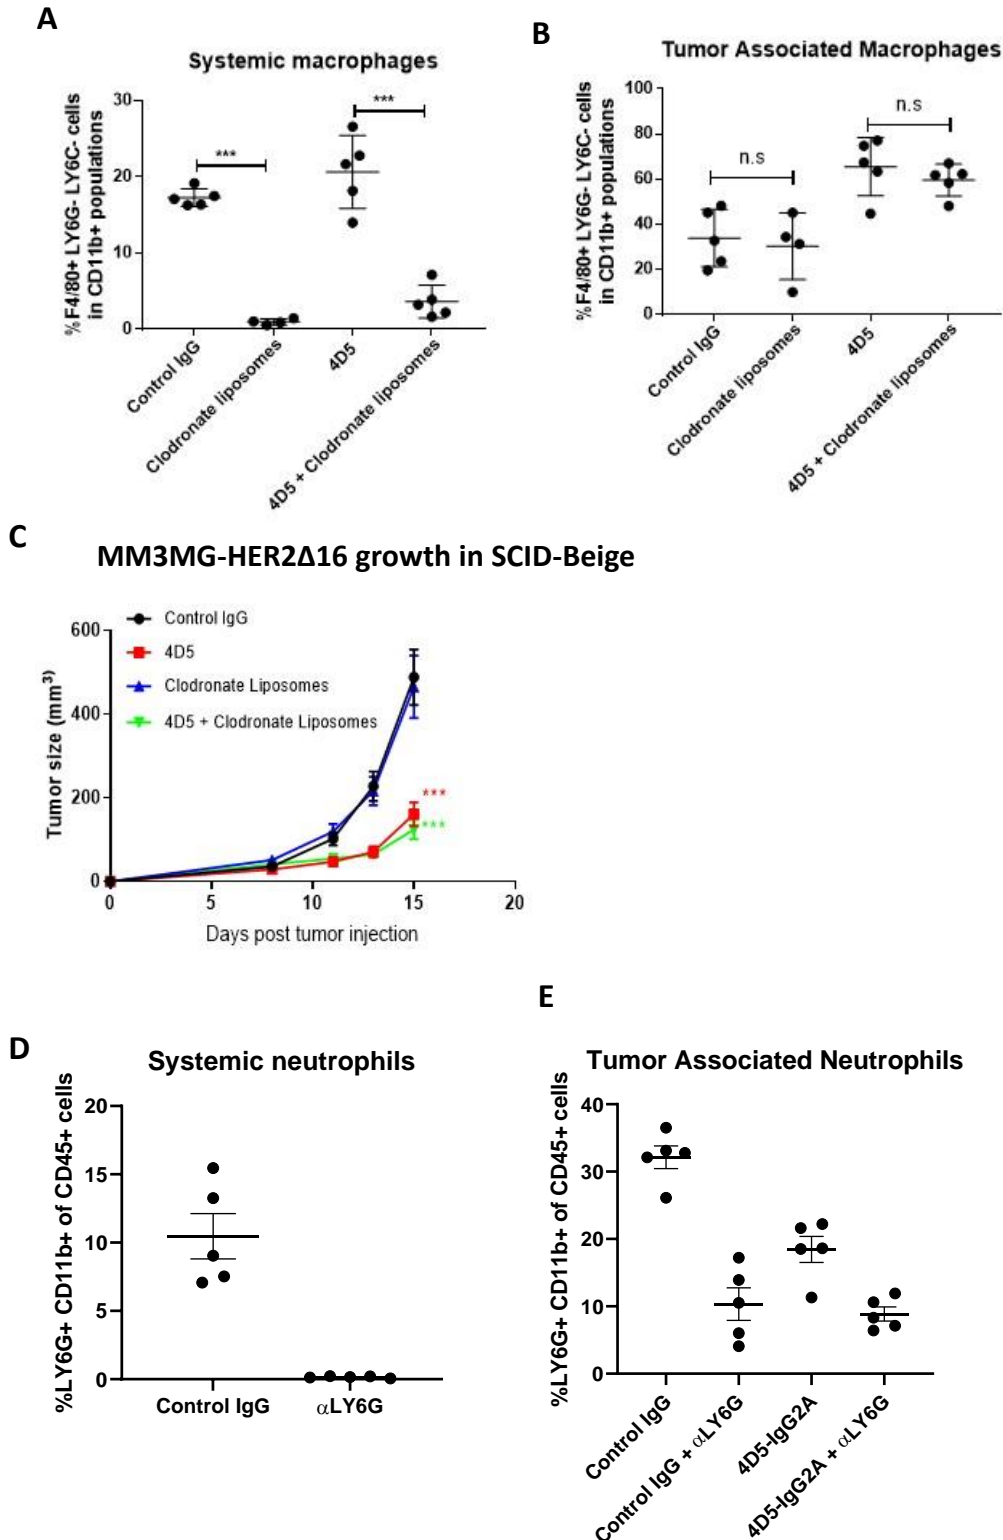 A
Systemic macrophages
%F4/80+ LY6G- LY6C- cells
in CD11b+ populations
30
20
10
0
***
***
Control IgG
Clodronate liposomes
4D5
4D5 + Clodronate liposomes
B
Tumor Associated Macrophages
%F4/80+ LY6G- LY6C- cells
in CD11b+ populations
100
80
60
40
20
0
n.s
n.s
Control IgG
Clodronate liposomes
4D5
4D5 + Clodronate liposomes
C
MM3MG-HER2Δ16 growth in SCID-Beige
Control IgG
4D5
Clodronate Liposomes
4D5 + Clodronate Liposomes
Tumor size (mm³)
600
400
200
0
***
***
0
5
10
15
20
Days post tumor injection
D
Systemic neutrophils
%LY6G+ CD11b+ of CD45+ cells
20
15
10
5
0
Control IgG
αLY6G
E
Tumor Associated Neutrophils
%LY6G+ CD11b+ of CD45+ cells
40
30
20
10
0
Control IgG
Control IgG + αLY6G
4D5-IgG2A
4D5-IgG2A + αLY6G